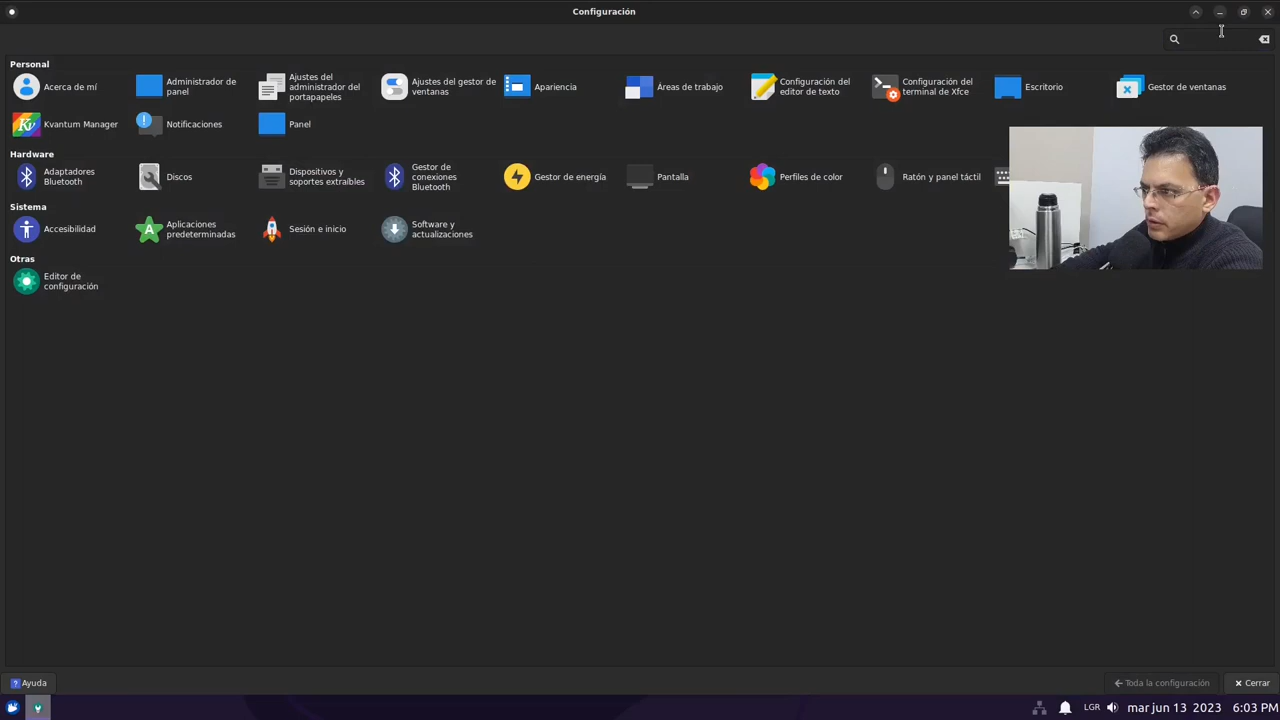 Configuración
Personal
Acerca de mí
Administrador de
panel
Ajustes del
administrador del
portapapeles
Ajustes del gestor de
ventanas
Apariencia
Áreas de trabajo
Configuración del
editor de texto
Configuración del
terminal de Xfce
Escritorio
Gestor de ventanas
Kvantum Manager
Notificaciones
Panel
Hardware
Adaptadores
Bluetooth
Discos
Dispositivos y
soportes extraíbles
Gestor de
conexiones
Bluetooth
Gestor de energía
Pantalla
Perfiles de color
Ratón y panel táctil
Sistema
Accesibilidad
Aplicaciones
predeterminadas
Sesión e inicio
Software y
actualizaciones
Otras
Editor de
configuración
Ayuda
Toda la configuración
Cerrar
LGR
mar jun 13 2023
6:03 PM